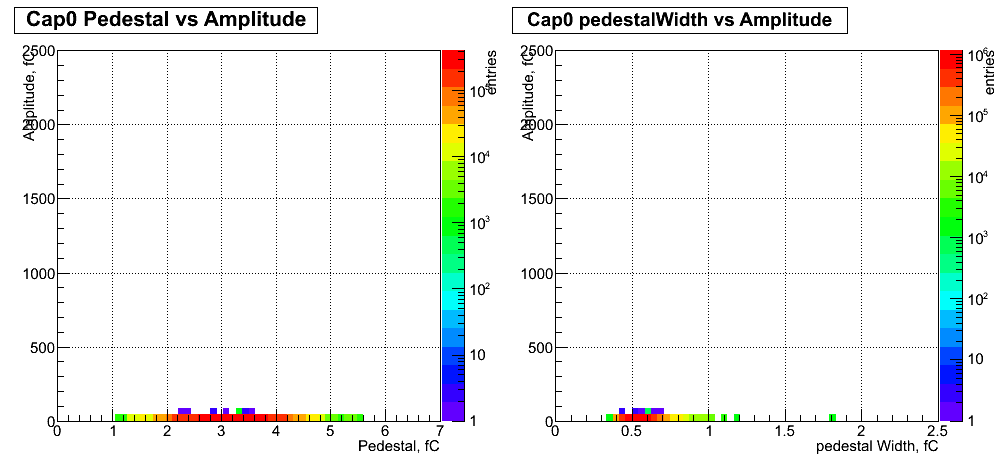 Cap0 Pedestal vs Amplitude
Amplitude, fC
2500
2000
1500
1000
500
0
0 1 2 3 4 5 6 7
Pedestal, fC
entries
10⁵
10⁴
10³
10²
10
1
Cap0 pedestalWidth vs Amplitude
Amplitude, fC
2500
2000
1500
1000
500
0
0 0.5 1 1.5 2 2.5
pedestal Width, fC
entries
10⁶
10⁵
10⁴
10³
10²
10
1